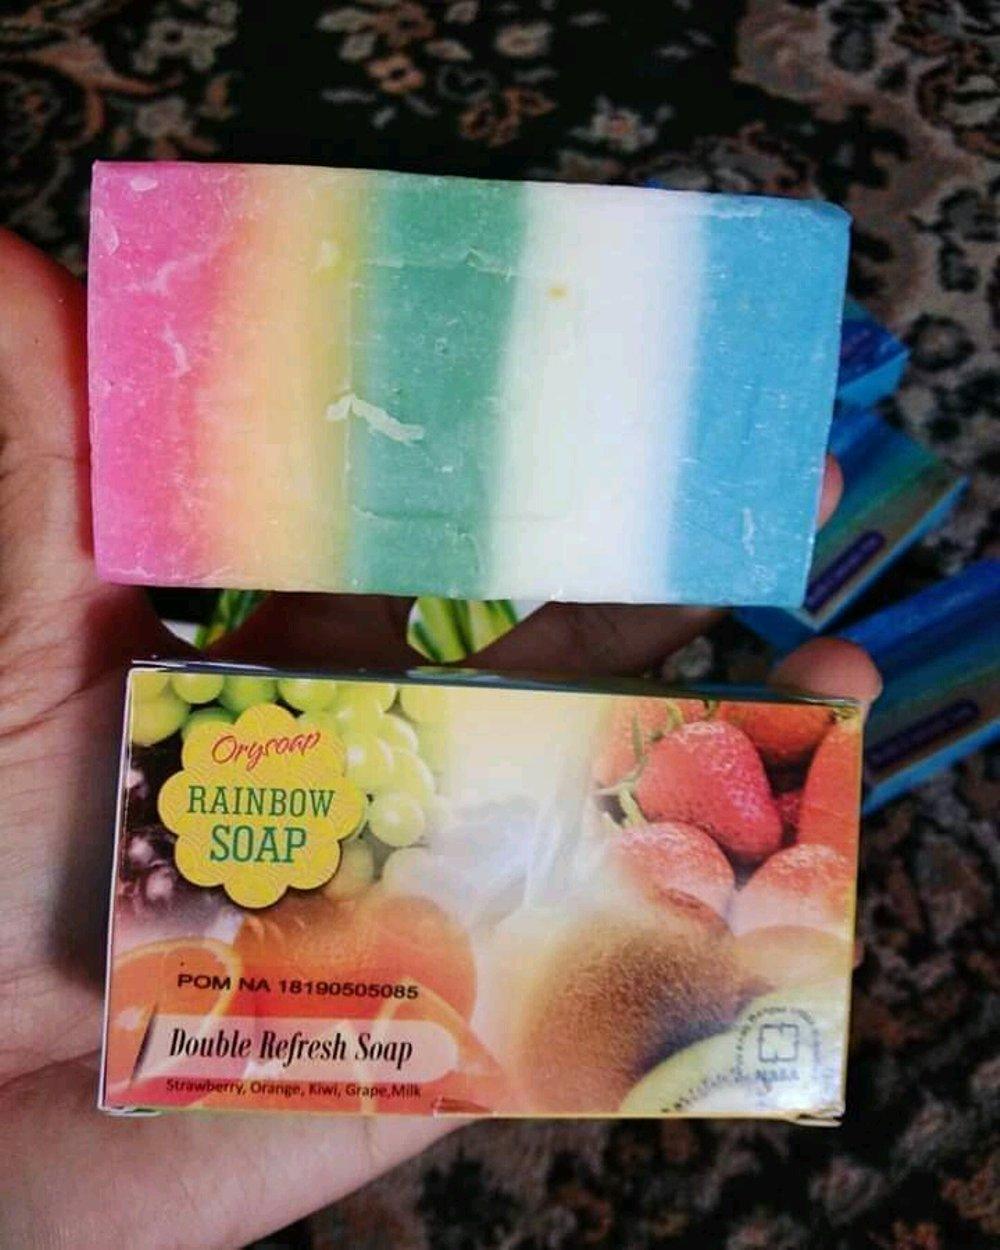 Orysoap
RAINBOW
SOAP
POM NA 18190505085
Double Refresh Soap
Strawberry, Orange, Kiwi, Grape,Milk